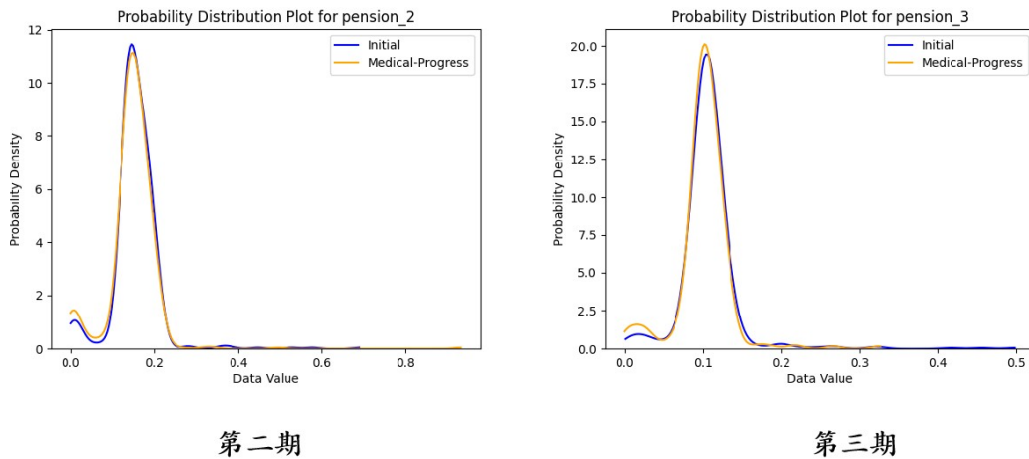 Probability Distribution Plot for pension_2
12
10
8
6
4
2
0
Probability Density
Initial
Medical-Progress
0.0 0.2 0.4 0.6 0.8
Data Value
第二期
Probability Distribution Plot for pension_3
20.0
17.5
15.0
12.5
10.0
7.5
5.0
2.5
0.0
Probability Density
Initial
Medical-Progress
0.0 0.1 0.2 0.3 0.4 0.5
Data Value
第三期